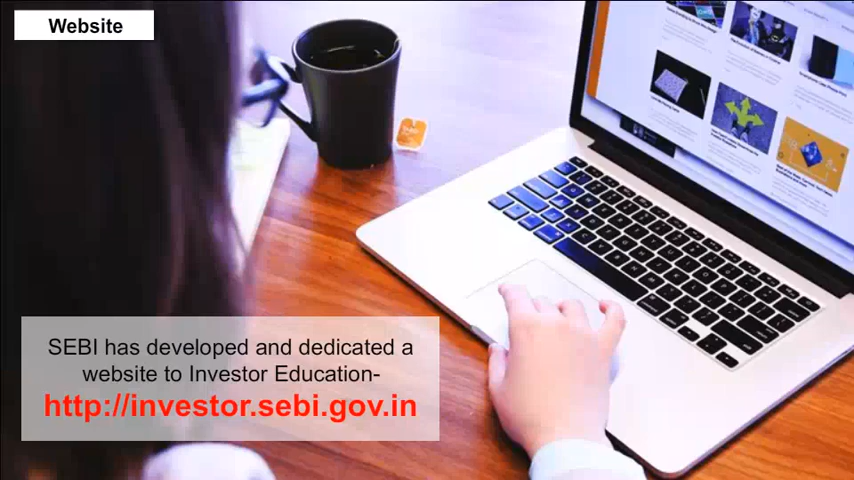 Website
SEBI has developed and dedicated a
website to Investor Education-
http://investor.sebi.gov.in